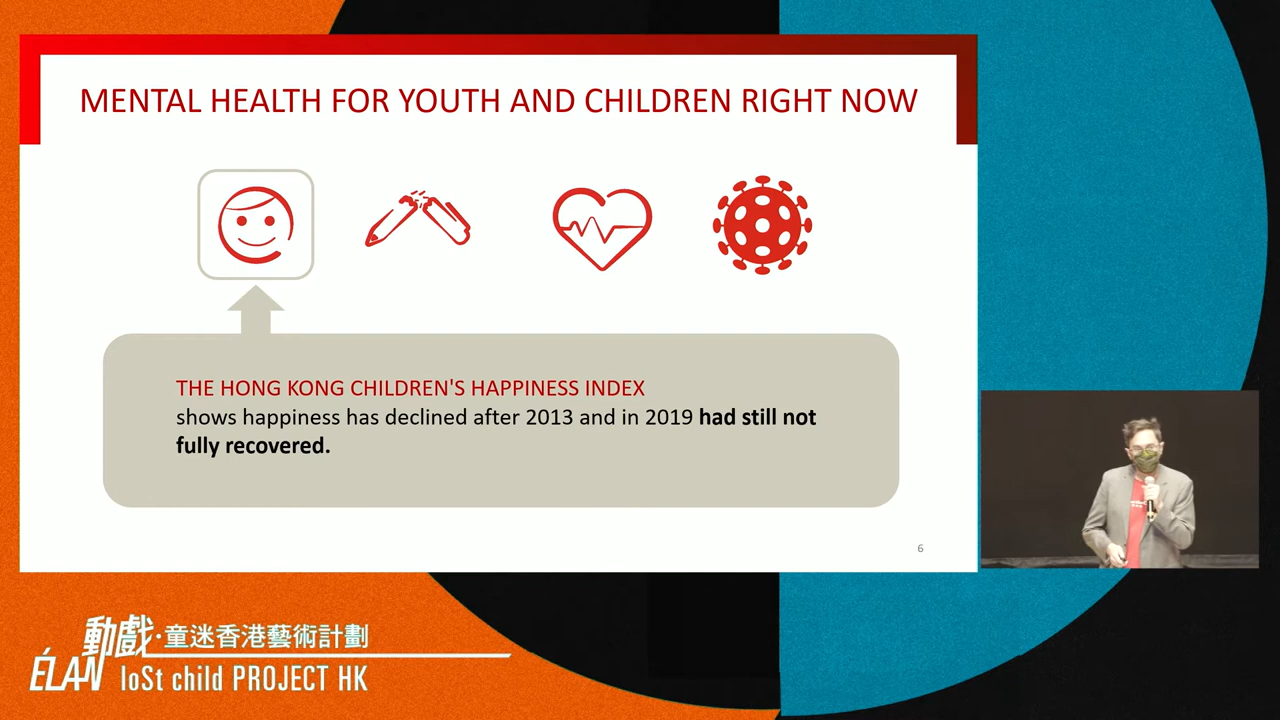 MENTAL HEALTH FOR YOUTH AND CHILDREN RIGHT NOW
THE HONG KONG CHILDREN'S HAPPINESS INDEX
shows happiness has declined after 2013 and in 2019 had still not
fully recovered.
6
動戲·童迷香港藝術計劃
ÉLAN loSt child PROJECT HK